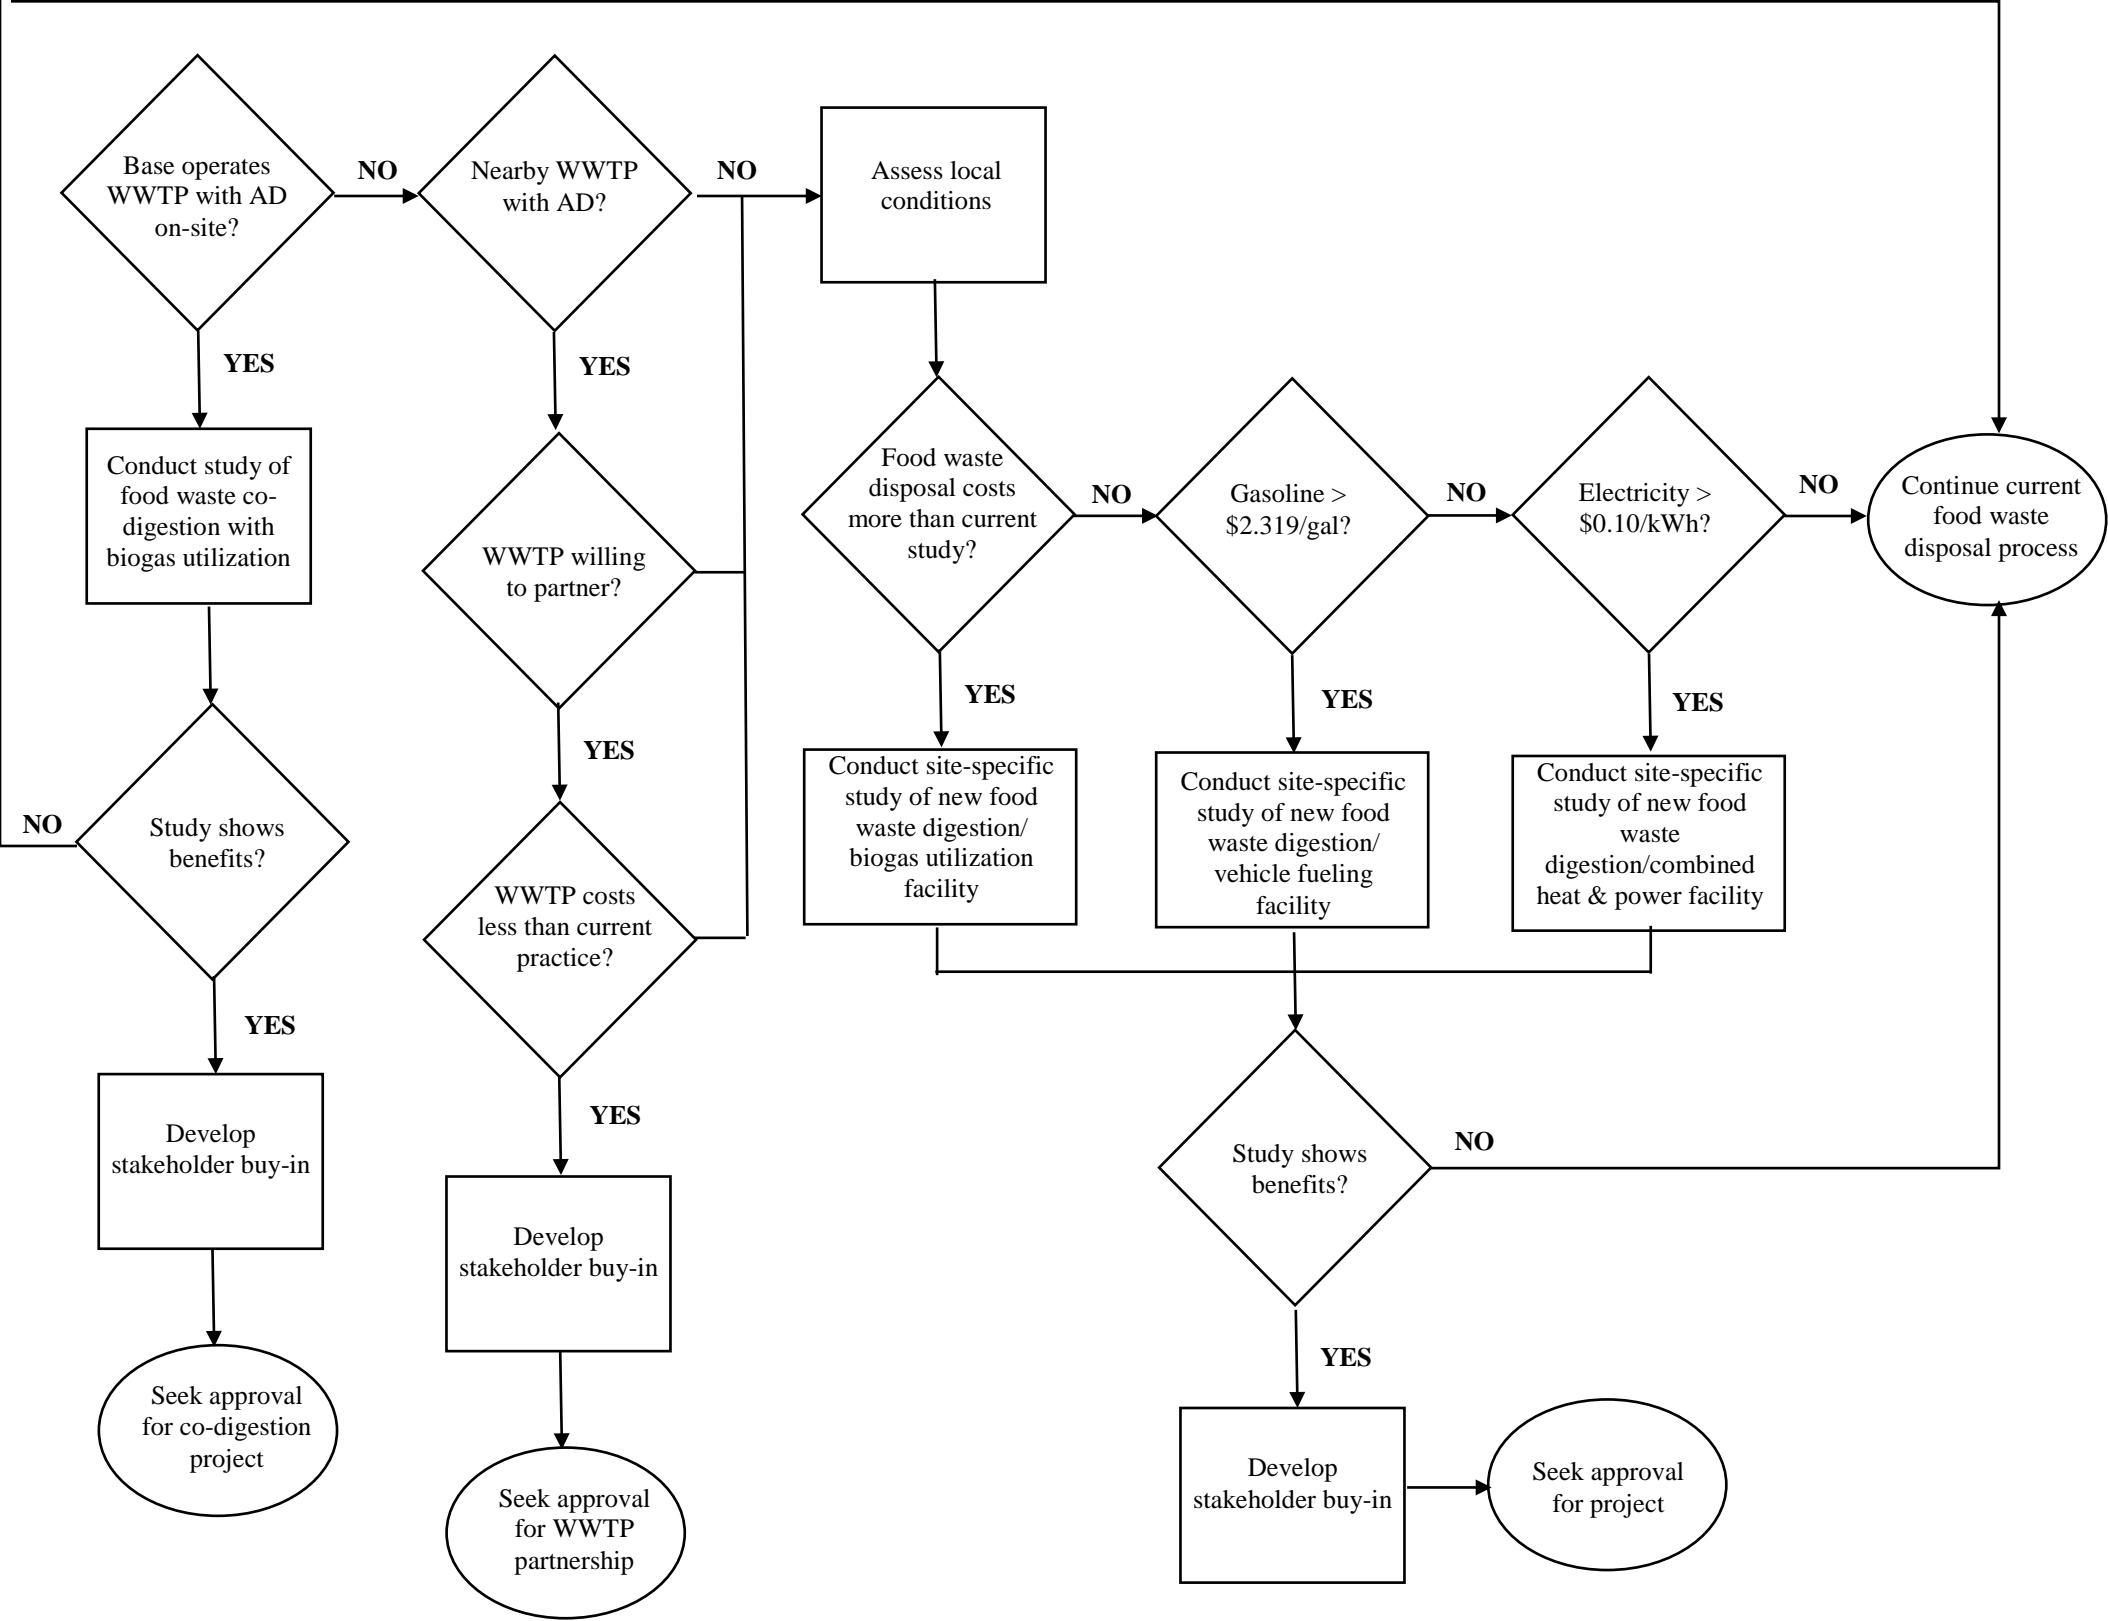 Base operates
WWTP with AD
on-site?
NO
Nearby WWTP
with AD?
NO
Assess local
conditions
YES
YES
Conduct study of
food waste co-
digestion with
biogas utilization
WWTP willing
to partner?
Food waste
disposal costs
more than current
study?
NO
Gasoline >
$2.319/gal?
NO
Electricity >
$0.10/kWh?
NO
Continue current
food waste
disposal process
YES
YES
YES
YES
NO
Study shows
benefits?
WWTP costs
less than current
practice?
Conduct site-specific
study of new food
waste digestion/
biogas utilization
facility
Conduct site-specific
study of new food
waste digestion/
vehicle fueling
facility
Conduct site-specific
study of new food
waste
digestion/combined
heat & power facility
YES
YES
Develop
stakeholder buy-in
Develop
stakeholder buy-in
Study shows
benefits?
NO
YES
Seek approval
for co-digestion
project
Seek approval
for WWTP
partnership
Develop
stakeholder buy-in
Seek approval
for project